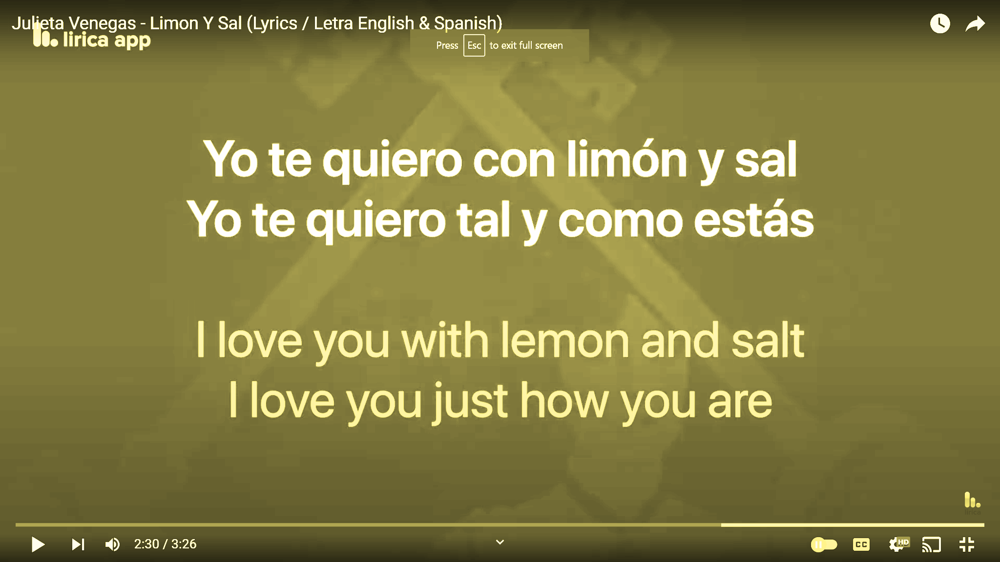 Julieta Venegas - Limon Y Sal (Lyrics / Letra English & Spanish)
lirica app
Press Esc to exit full screen
Yo te quiero con limón y sal
Yo te quiero tal y como estás
I love you with lemon and salt
I love you just how you are
lirica
2:30 / 3:26
CC
HD